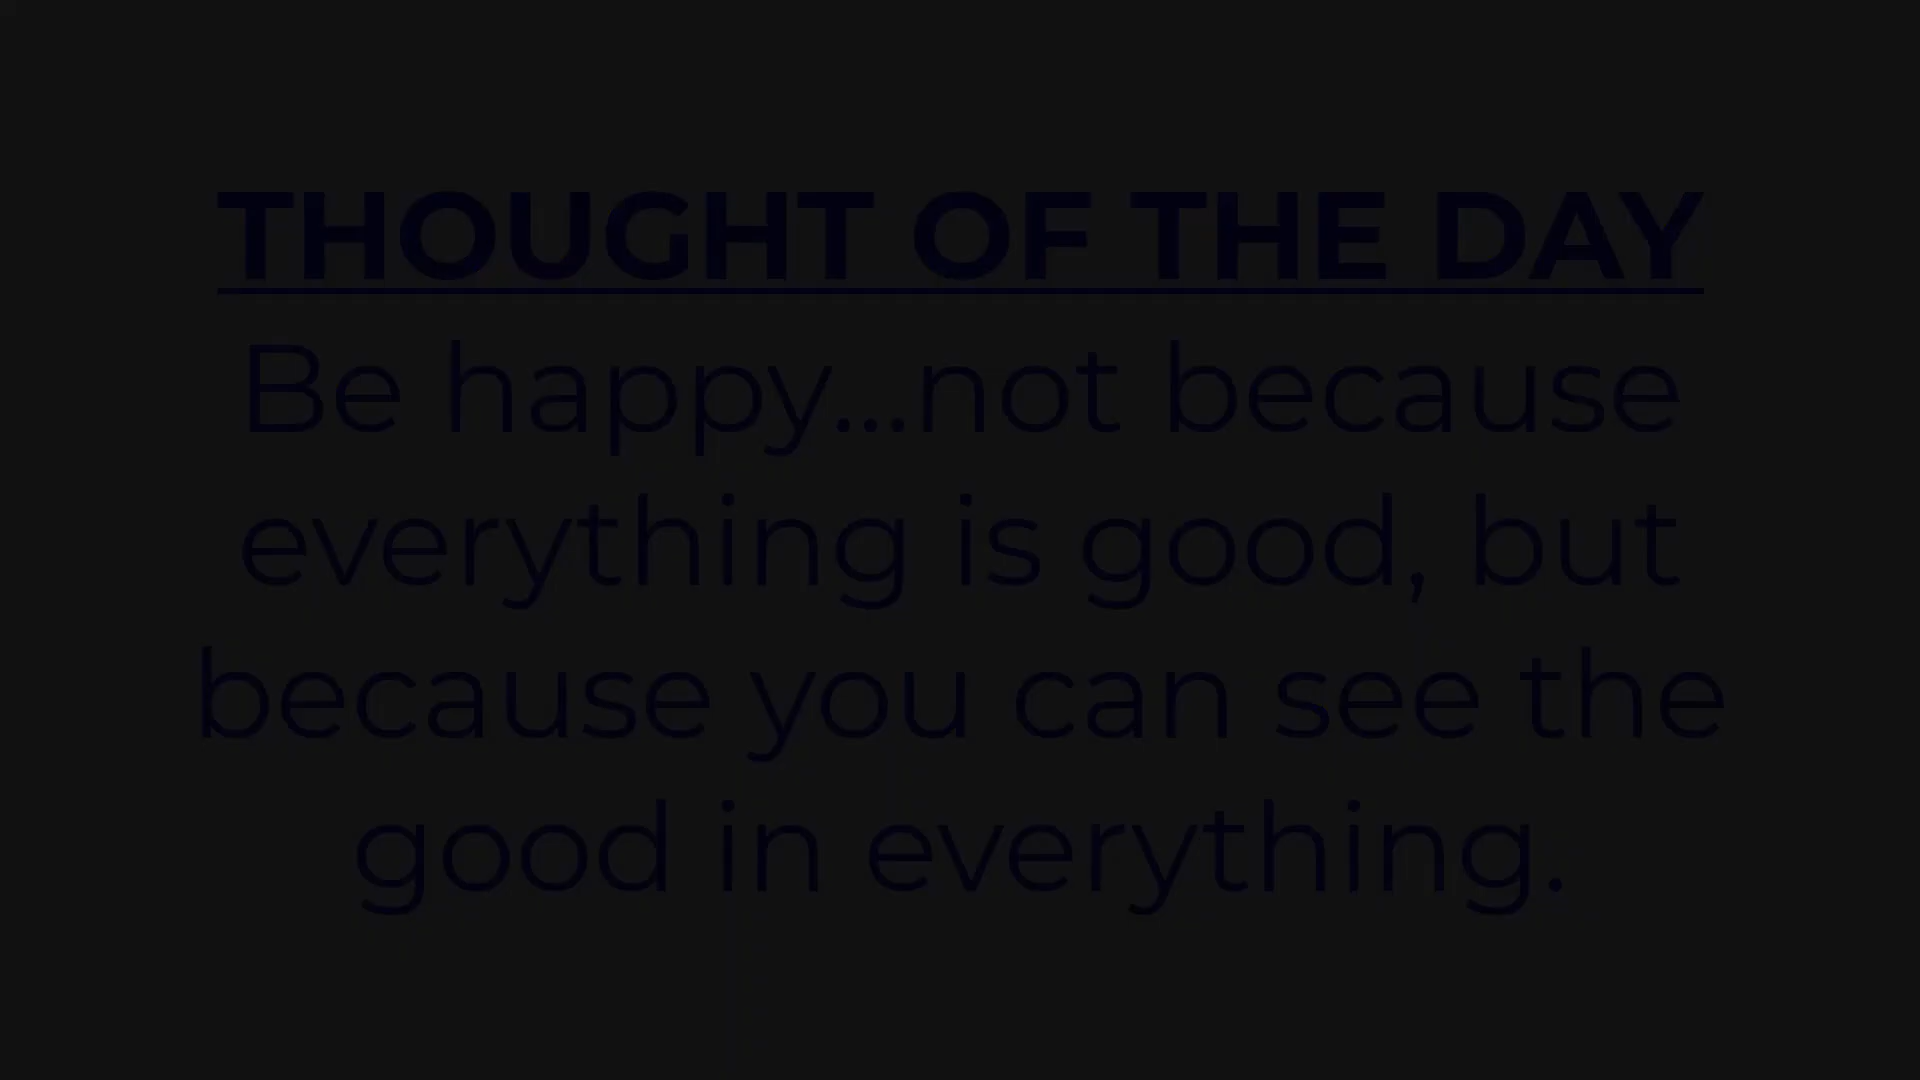 THOUGHT OF THE DAY
Be happy...not because
everything is good, but
because you can see the
good in everything.